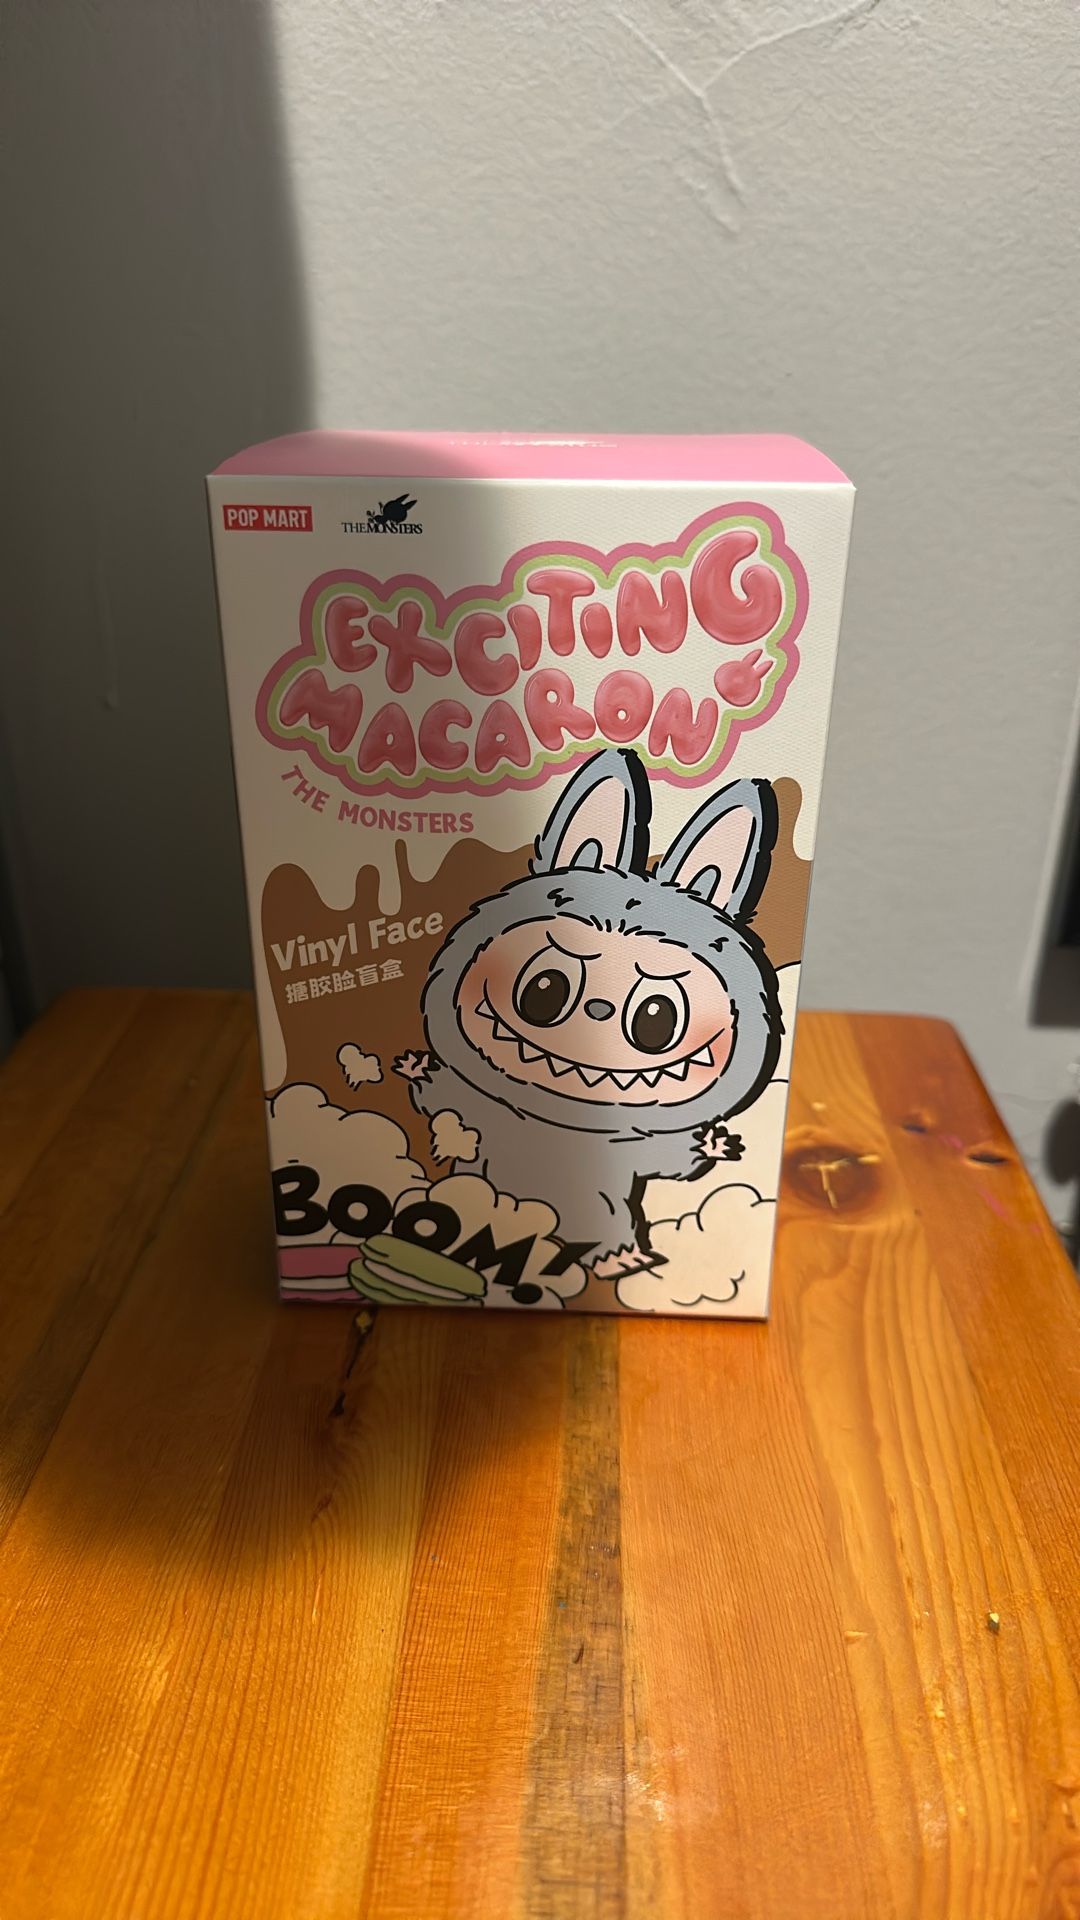 POP MART
THE MONSTERS
EXCITING
MACARON
THE MONSTERS
Vinyl Face
搪胶脸盲盒
BOOM!